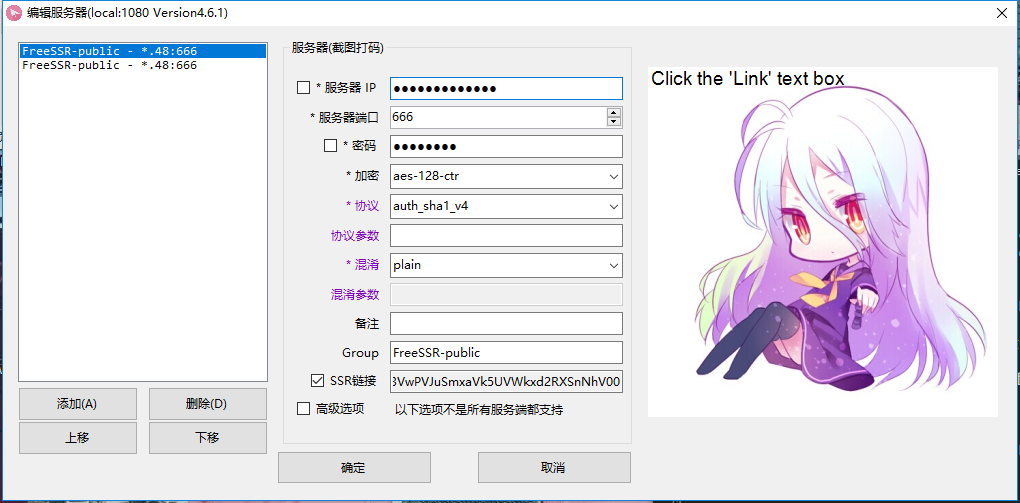 编辑服务器(local:1080 Version4.6.1)
FreeSSR-public - *.48:666
FreeSSR-public - *.48:666
添加(A)
删除(D)
上移
下移
服务器(截图打码)
* 服务器 IP ●●●●●●●●●●●●●
* 服务器端口 666
* 密码 ●●●●●●●●
* 加密 aes-128-ctr
* 协议 auth_sha1_v4
协议参数
* 混淆 plain
混淆参数
备注
Group FreeSSR-public
SSR链接 3VwPVJuSmxaVk5UVWkxd2RXSnNhV00
高级选项 以下选项不是所有服务端都支持
确定
取消
Click the 'Link' text box